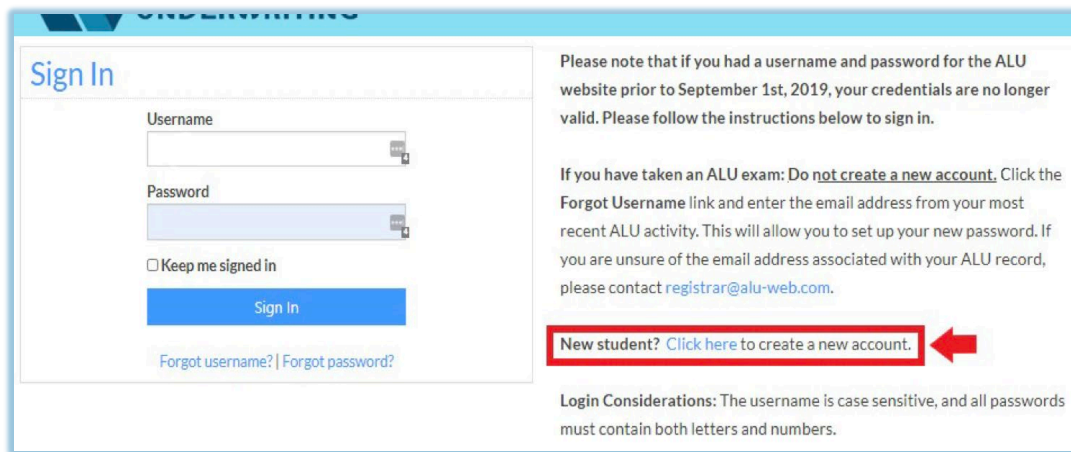 UNDERWRITING
Sign In
Username
Password
Keep me signed in
Sign In
Forgot username? | Forgot password?
Please note that if you had a username and password for the ALU
website prior to September 1st, 2019, your credentials are no longer
valid. Please follow the instructions below to sign in.
If you have taken an ALU exam: Do not create a new account. Click the
Forgot Username link and enter the email address from your most
recent ALU activity. This will allow you to set up your new password. If
you are unsure of the email address associated with your ALU record,
please contact registrar@alu-web.com.
New student? Click here to create a new account.
Login Considerations: The username is case sensitive, and all passwords
must contain both letters and numbers.